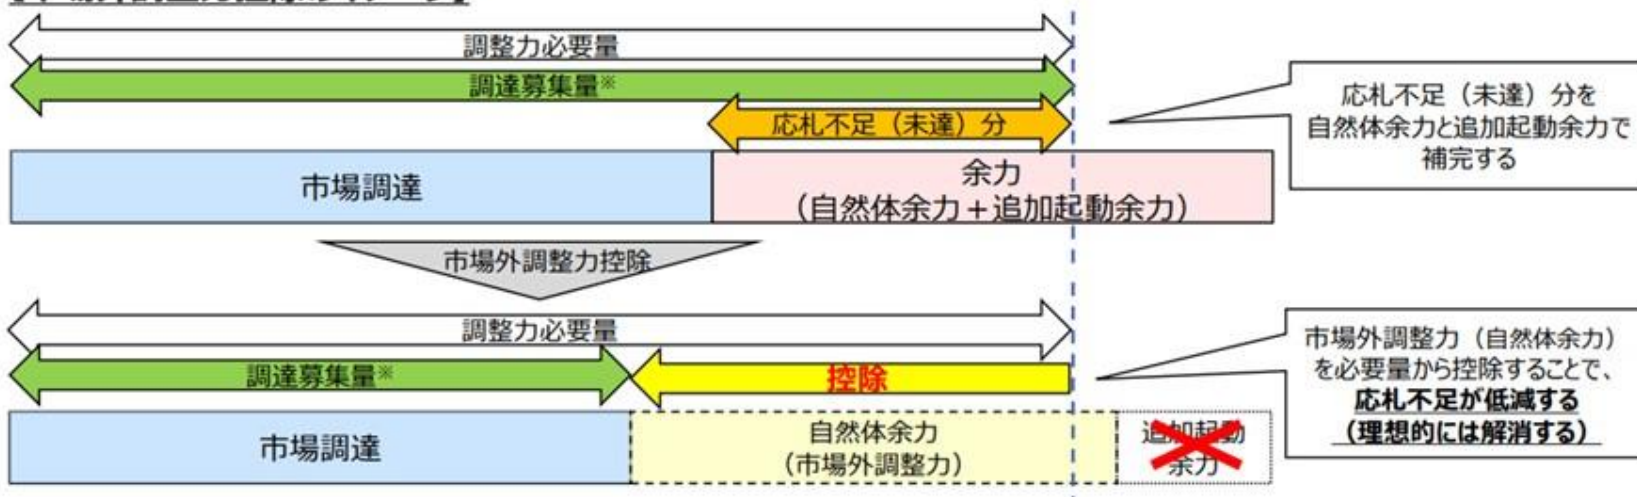 調整力必要量
調達募集量※
応札不足（未達）分
市場調達
余力
（自然体余力＋追加起動余力）
応札不足（未達）分を
自然体余力と追加起動余力で
補完する
市場外調整力控除
調整力必要量
調達募集量※
控除
市場調達
自然体余力
（市場外調整力）
追加起動
余力
市場外調整力（自然体余力）
を必要量から控除することで、
応札不足が低減する
（理想的には解消する）